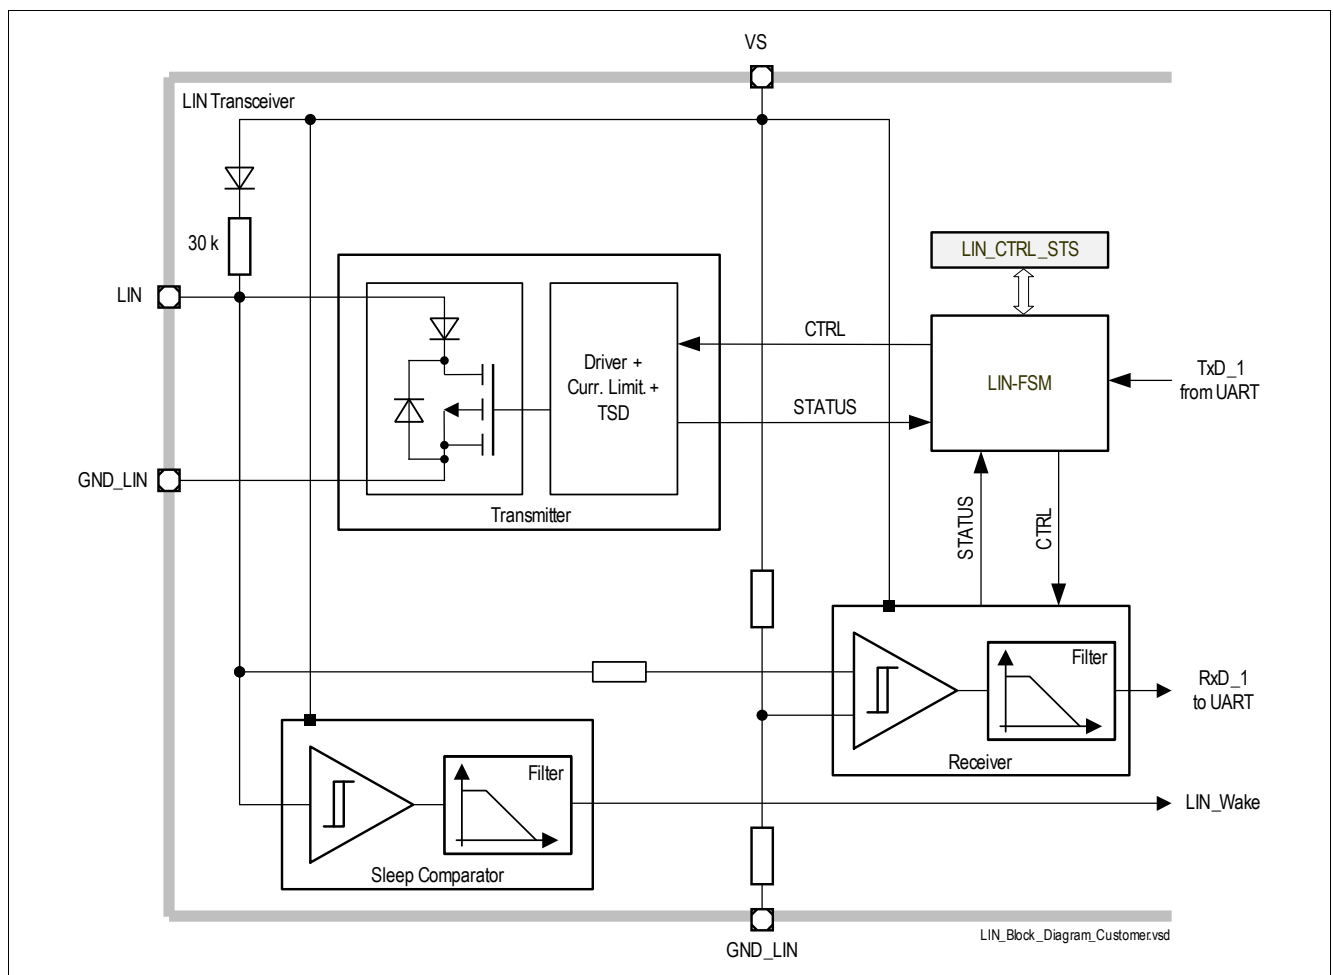 VS
LIN Transceiver
30 k
LIN_CTRL_STS
LIN
CTRL
Driver +
Curr. Limit. +
TSD
LIN-FSM
TxD_1
from UART
STATUS
GND_LIN
Transmitter
STATUS
CTRL
Filter
RxD_1
to UART
Receiver
Filter
LIN_Wake
Sleep Comparator
GND_LIN
LIN_Block_Diagram_Customer.vsd